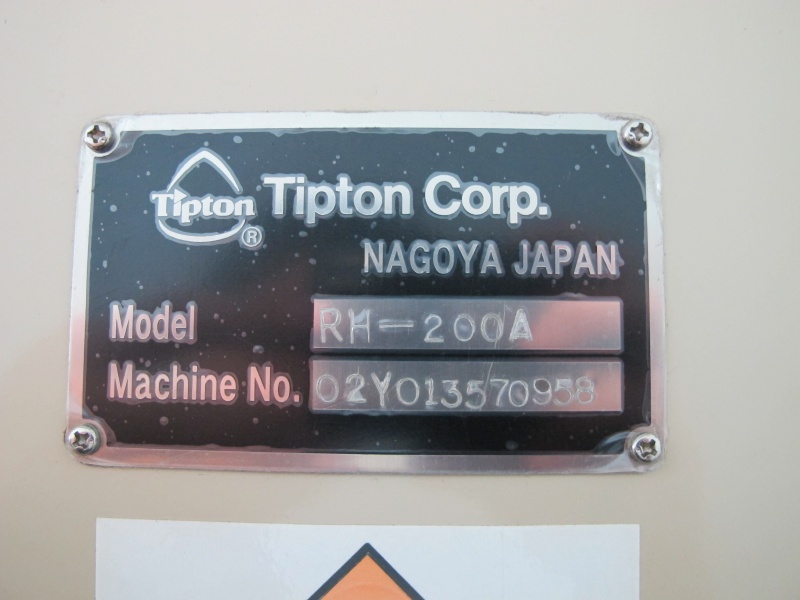 Tipton ® Tipton Corp.
NAGOYA JAPAN
Model RH-200A
Machine No. 02Y013570958